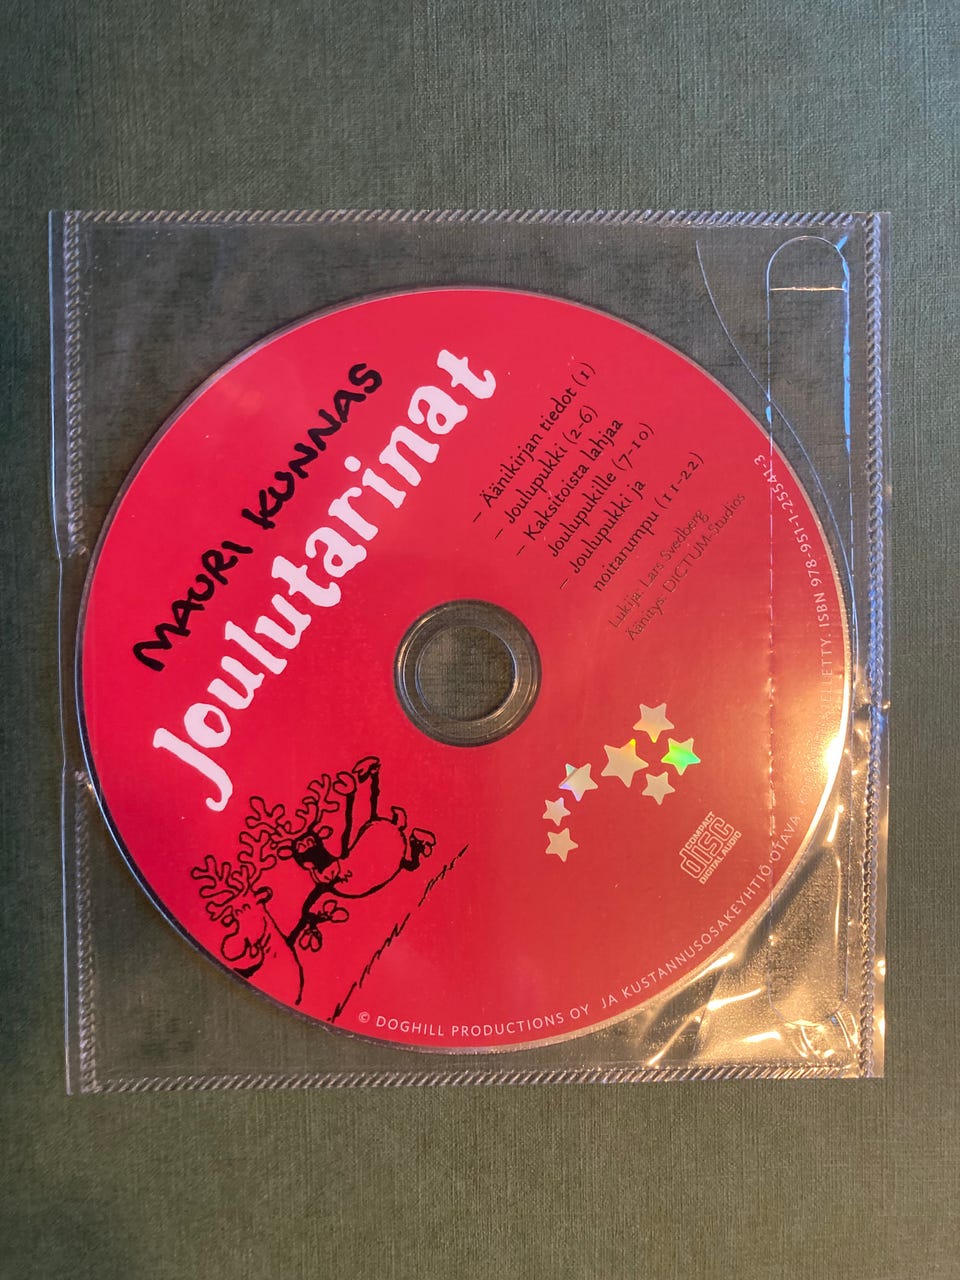 MAURI KUNNAS
Joulutarinat
– Äänikirjan tiedot (1)
– Joulupukki (2–6)
– Kaksitoista lahjaa
Joulupukille (7–10)
– Joulupukki ja
noitarumpu (11–22)
Lukija: Lars Svedberg
Äänitys: DICTUM-Studios
COMPACT
disc
DIGITAL AUDIO
© DOGHILL PRODUCTIONS OY JA KUSTANNUSOSAKEYHTIÖ OTAVA
ISBN 978-951-1-25541-3